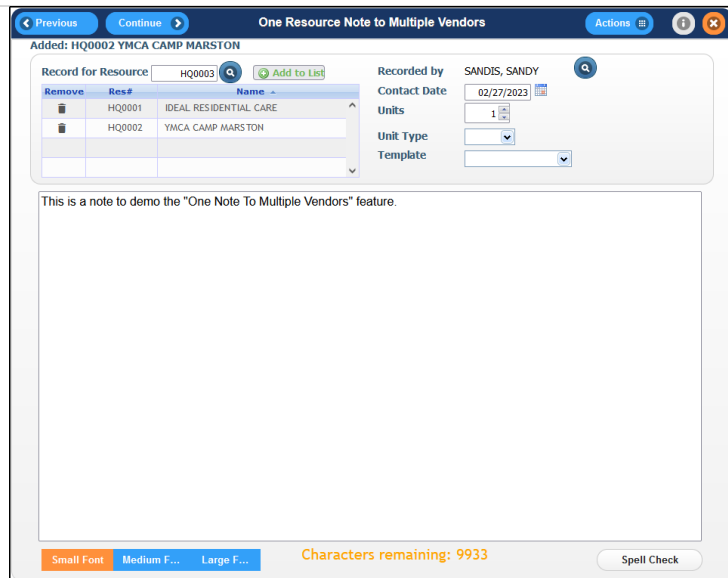 Previous Continue One Resource Note to Multiple Vendors Actions
Added: HQ0002 YMCA CAMP MARSTON
Record for Resource HQ0003 Add to List
Remove Res# Name
HQ0001 IDEAL RESIDENTIAL CARE
HQ0002 YMCA CAMP MARSTON
Recorded by SANDIS, SANDY
Contact Date 02/27/2023
Units 1
Unit Type
Template
This is a note to demo the "One Note To Multiple Vendors" feature.
Small Font Medium F... Large F... Characters remaining: 9933 Spell Check